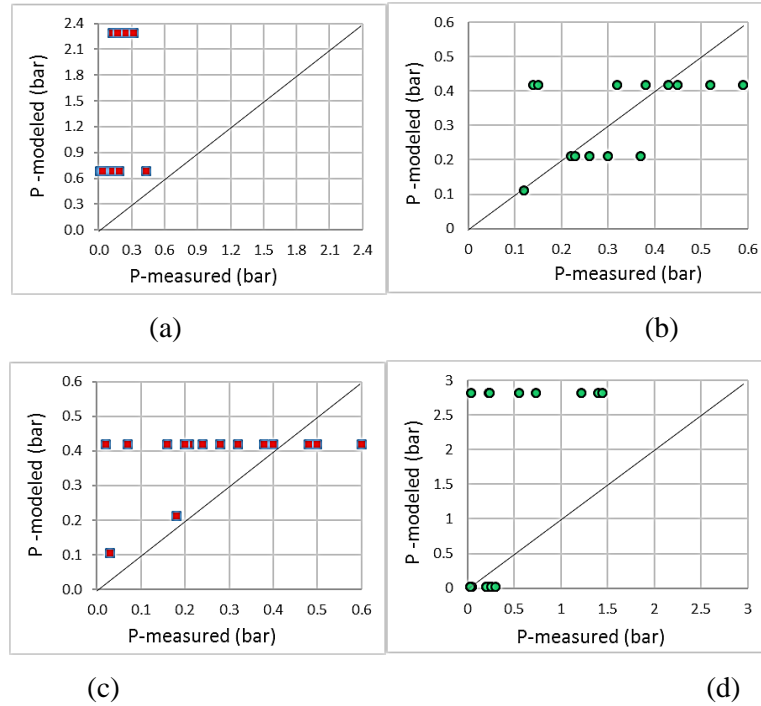 2.4
2.1
1.8
1.5
1.2
0.9
0.6
0.3
0.0
P -modeled (bar)
0.0 0.3 0.6 0.9 1.2 1.5 1.8 2.1 2.4
P-measured (bar)
0.6
0.5
0.4
0.3
0.2
0.1
0
P -modeled (bar)
0 0.1 0.2 0.3 0.4 0.5 0.6
P-measured (bar)
(a) (b)
0.6
0.5
0.4
0.3
0.2
0.1
0.0
P -modeled (bar)
0.0 0.1 0.2 0.3 0.4 0.5 0.6
P-measured (bar)
3
2.5
2
1.5
1
0.5
0
P -modeled (bar)
0 0.5 1 1.5 2 2.5 3
P-measured (bar)
(c) (d)